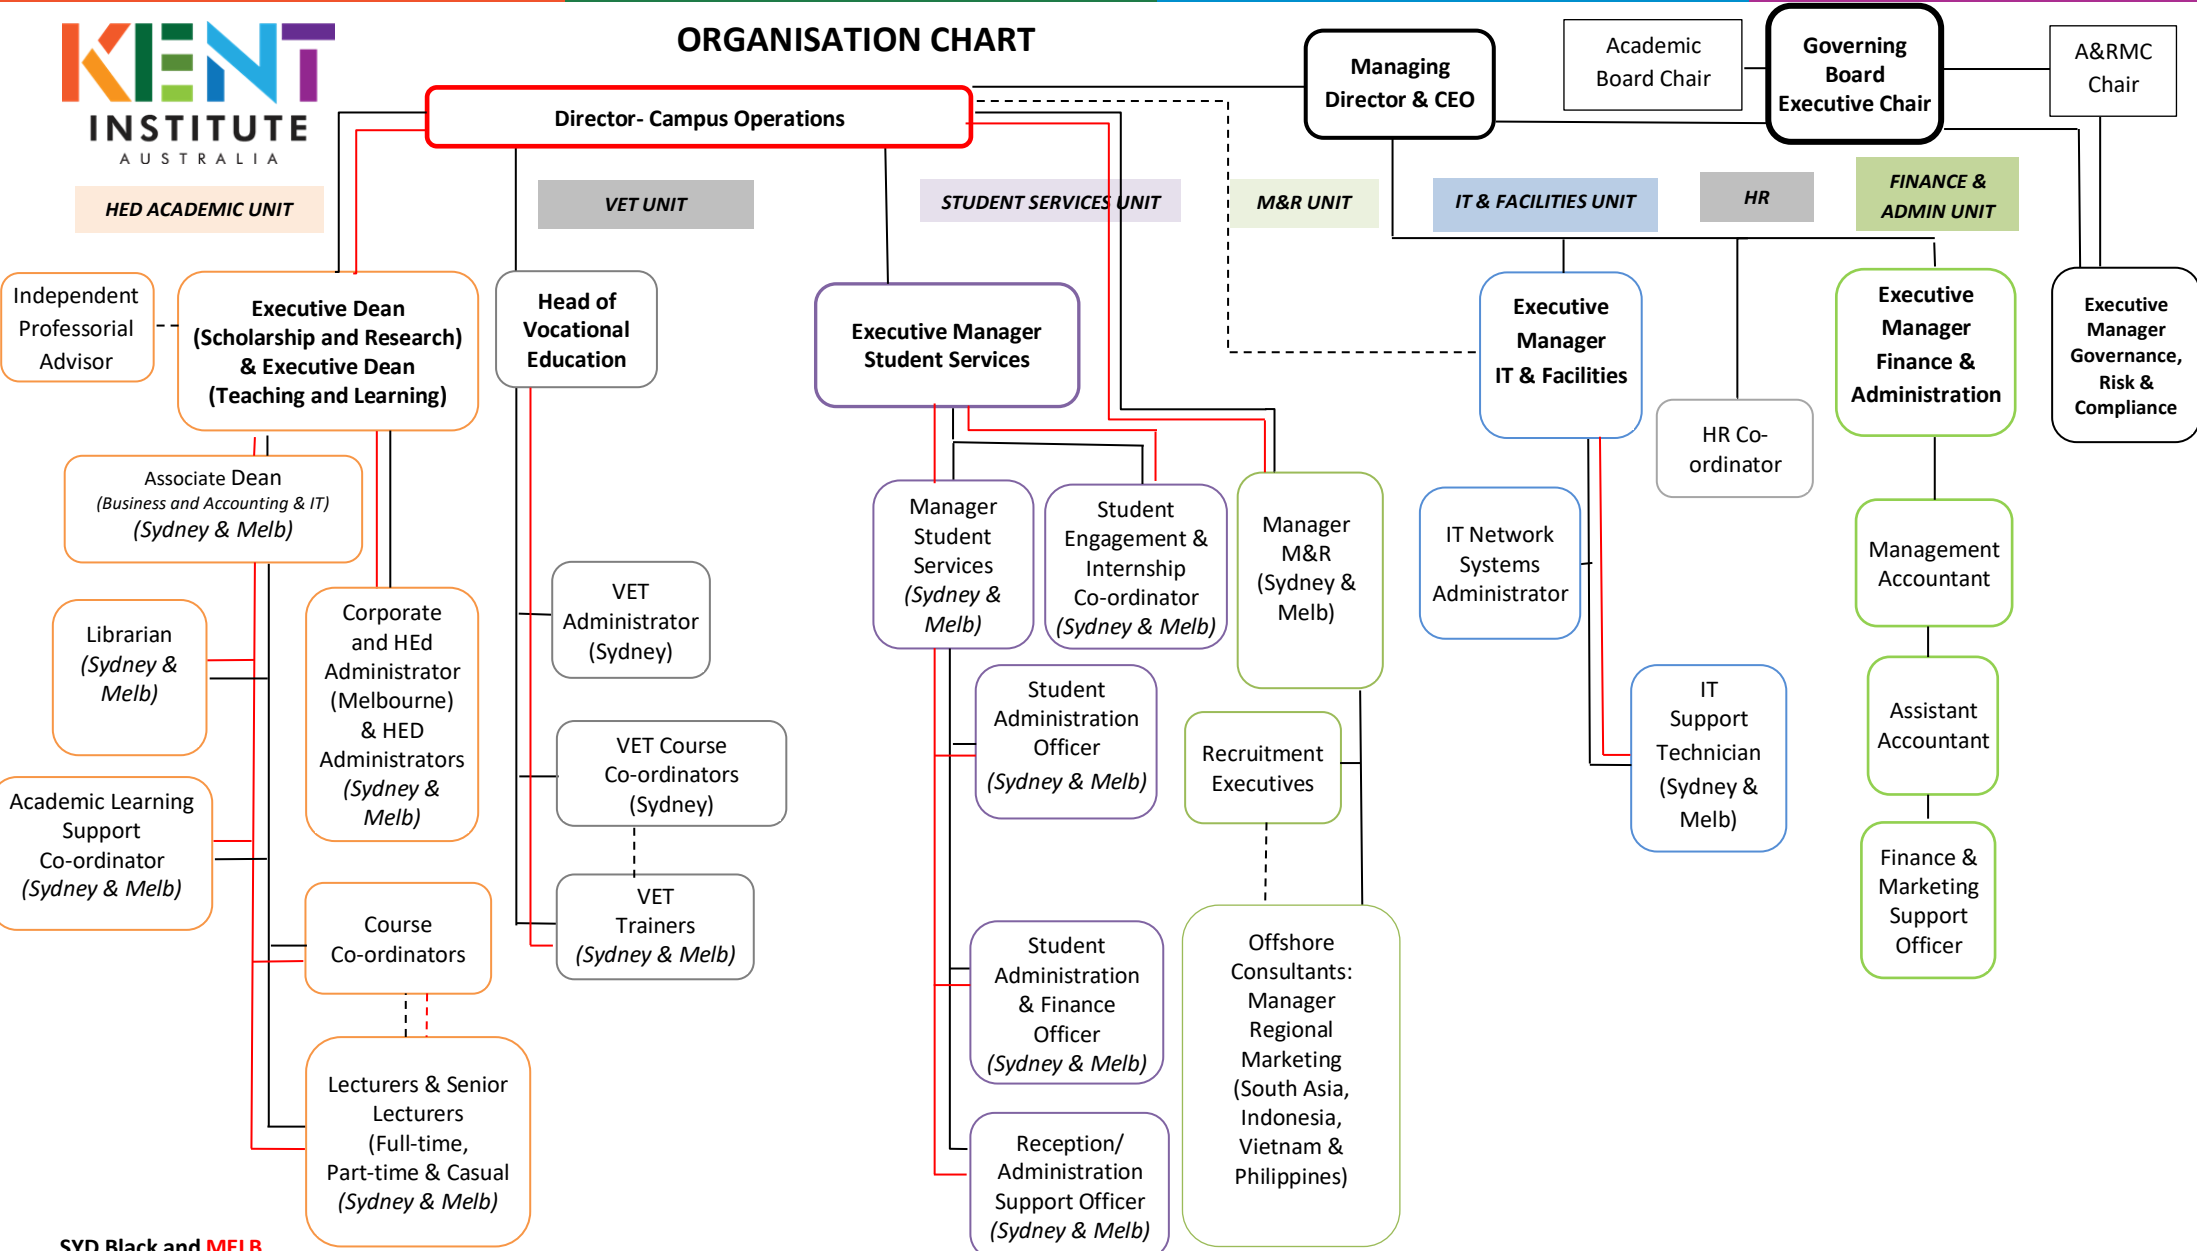 KENT
INSTITUTE
AUSTRALIA
ORGANISATION CHART
Managing
Director & CEO
Academic
Board Chair
Governing
Board
Executive Chair
A&RMC
Chair
Director- Campus Operations
HED ACADEMIC UNIT
VET UNIT
STUDENT SERVICES UNIT
M&R UNIT
IT & FACILITIES UNIT
HR
FINANCE &
ADMIN UNIT
Independent
Professorial
Advisor
Executive Dean
(Scholarship and Research)
& Executive Dean
(Teaching and Learning)
Head of
Vocational
Education
Executive Manager
Student Services
Executive
Manager
IT & Facilities
HR Co-
ordinator
Executive
Manager
Finance &
Administration
Executive
Manager
Governance,
Risk &
Compliance
Associate Dean
(Business and Accounting & IT)
(Sydney & Melb)
Librarian
(Sydney &
Melb)
Corporate
and HEd
Administrator
(Melbourne)
& HED
Administrators
(Sydney &
Melb)
Academic Learning
Support
Co-ordinator
(Sydney & Melb)
Course
Co-ordinators
Lecturers & Senior
Lecturers
(Full-time,
Part-time & Casual
(Sydney & Melb)
VET
Administrator
(Sydney)
VET Course
Co-ordinators
(Sydney)
VET
Trainers
(Sydney & Melb)
Manager
Student
Services
(Sydney &
Melb)
Student
Engagement &
Internship
Co-ordinator
(Sydney & Melb)
Student
Administration
Officer
(Sydney & Melb)
Student
Administration
& Finance
Officer
(Sydney & Melb)
Reception/
Administration
Support Officer
(Sydney & Melb)
Manager
M&R
(Sydney &
Melb)
Recruitment
Executives
Offshore
Consultants:
Manager
Regional
Marketing
(South Asia,
Indonesia,
Vietnam &
Philippines)
IT Network
Systems
Administrator
IT
Support
Technician
(Sydney &
Melb)
Management
Accountant
Assistant
Accountant
Finance &
Marketing
Support
Officer
SYD Black and MELB